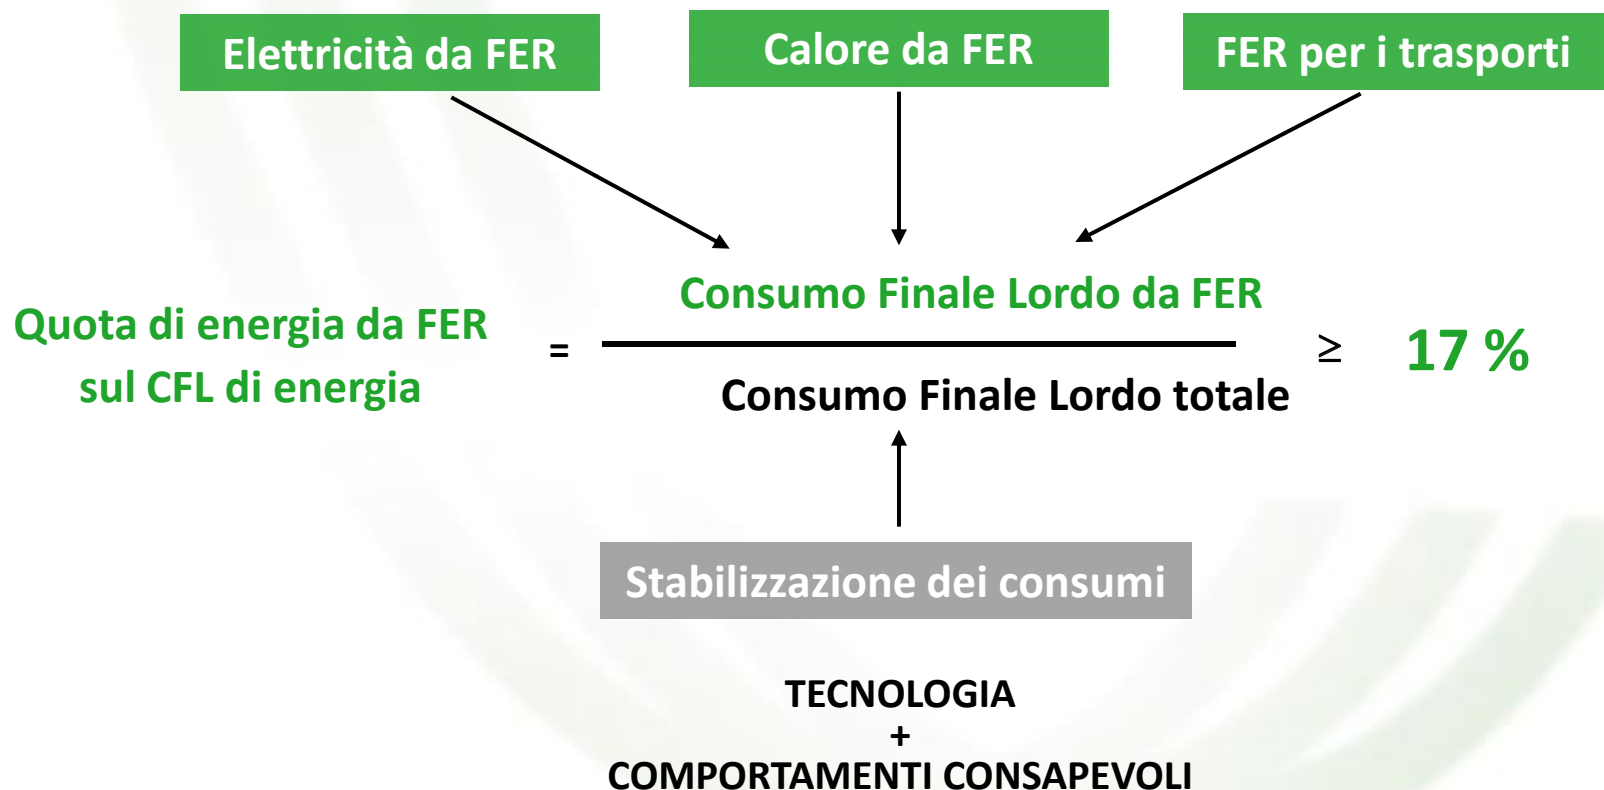 Elettricità da FER
Calore da FER
FER per i trasporti
Quota di energia da FER
sul CFL di energia
=
Consumo Finale Lordo da FER
Consumo Finale Lordo totale
≥
17 %
Stabilizzazione dei consumi
TECNOLOGIA
+
COMPORTAMENTI CONSAPEVOLI